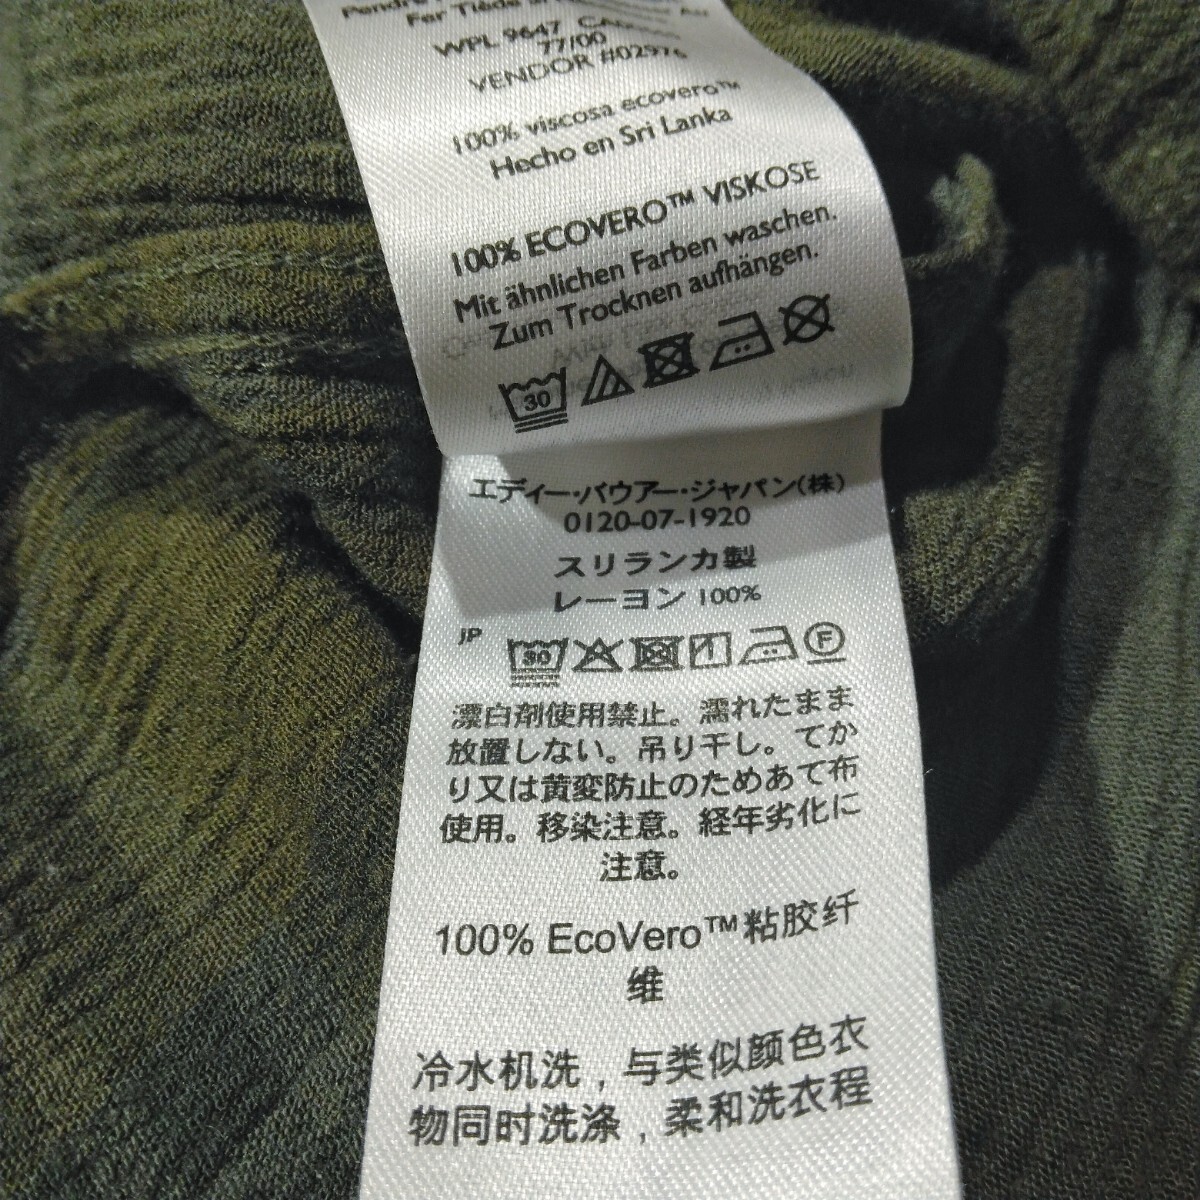 Fer Tiède
WPL 9647
77/00
VENDOR #02976
100% viscosa ecovero™
Hecho en Sri Lanka
100% ECOVERO™ VISKOSE
Mit ähnlichen Farben waschen.
Zum Trocknen aufhängen.
30
エディー・バウアー・ジャパン(株)
0120-07-1920
スリランカ製
レーヨン 100%
JP
30
F
漂白剤使用禁止。濡れたまま
放置しない。吊り干し。てか
り又は黄変防止のためあて布
使用。移染注意。経年劣化に
注意。
100% EcoVero™粘胶纤
维
冷水机洗，与类似颜色衣
物同时洗涤，柔和洗衣程